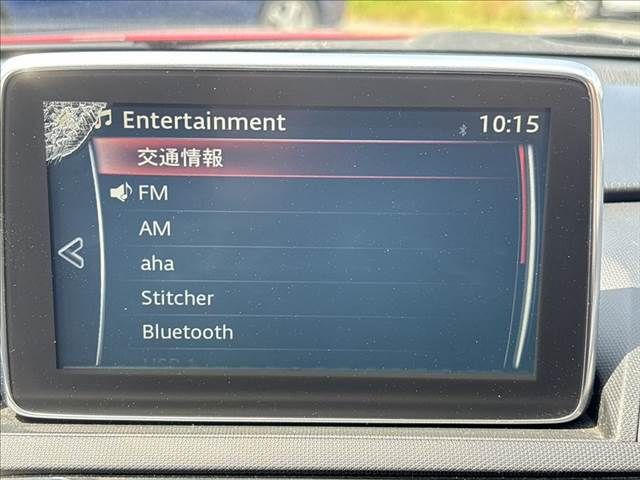 Entertainment 10:15
交通情報
FM
AM
aha
Stitcher
Bluetooth